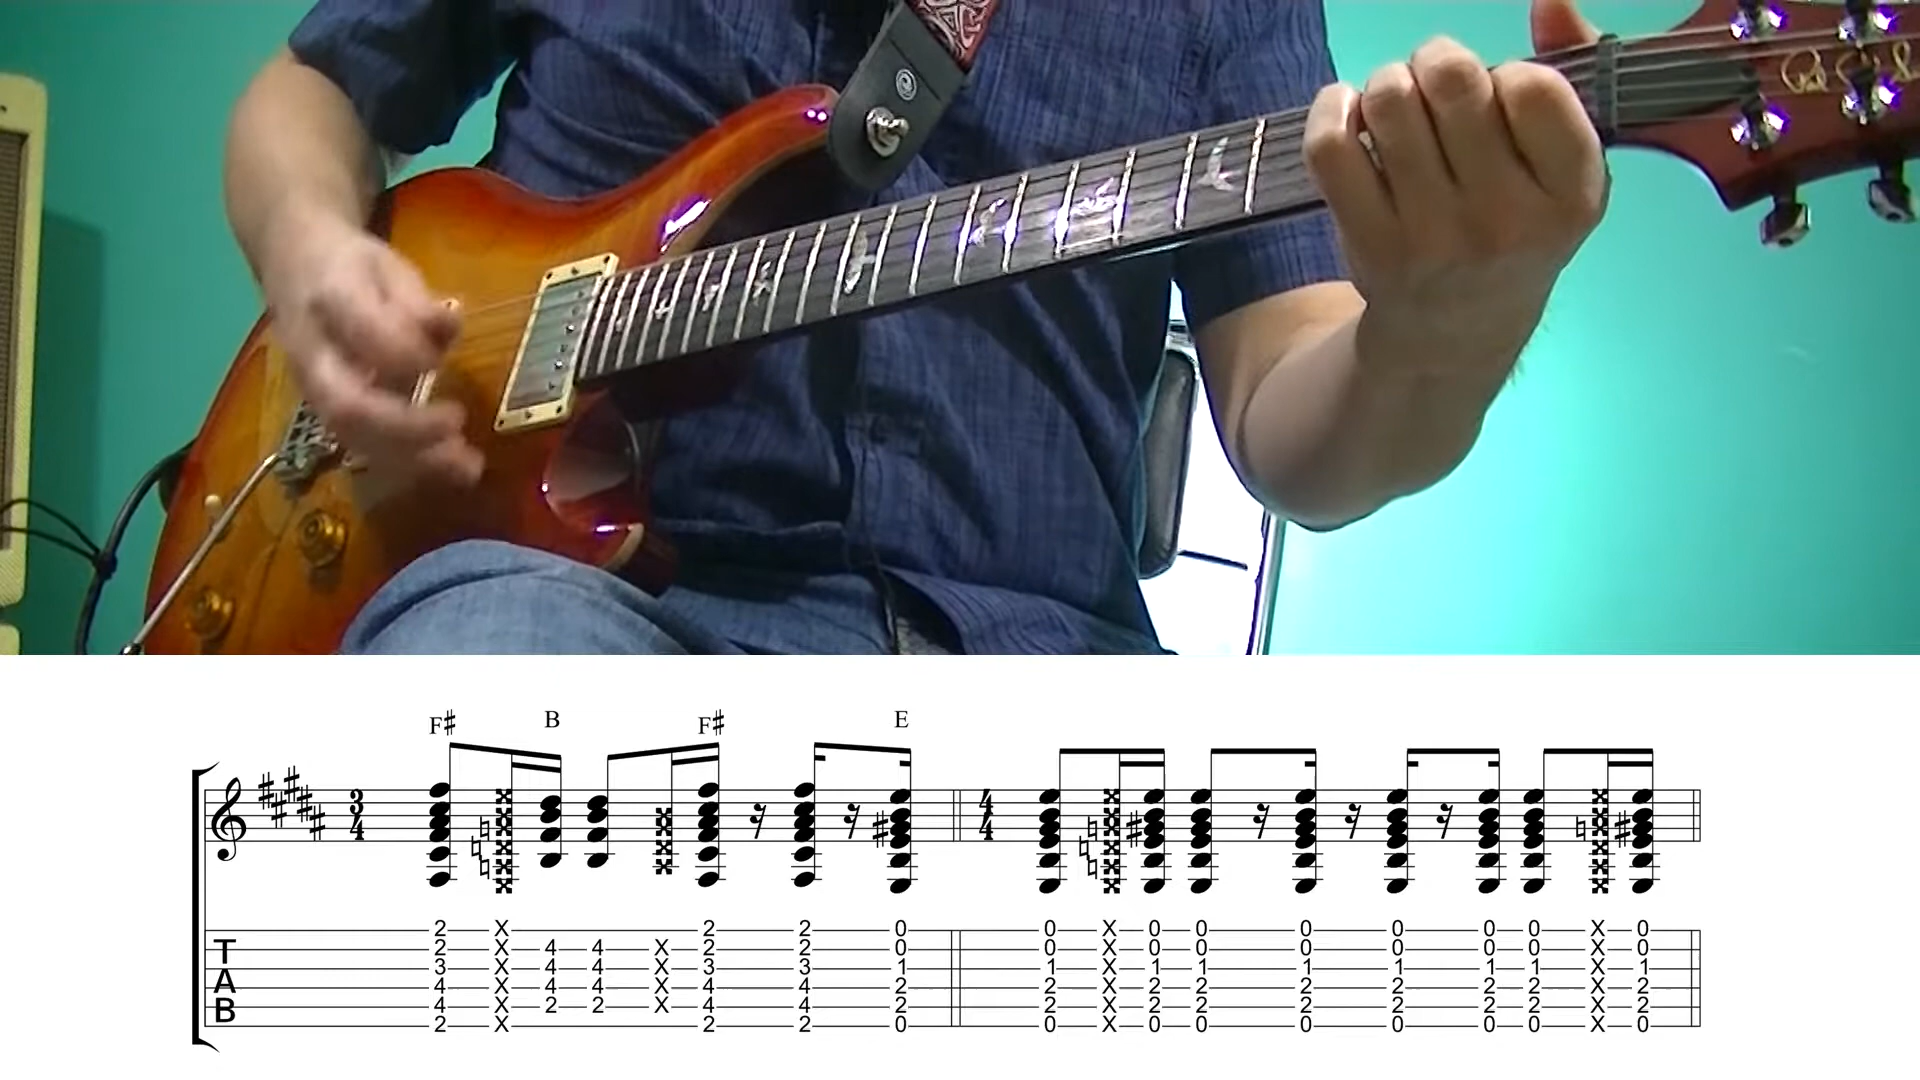 F♯ B F♯ E
3 4
4 4
2 X 2 2 0 0 X 0 0 0 0 0 0 X 0
T 2 X 4 4 X 2 2 0 0 X 0 0 0 0 0 0 X 0
3 X 4 4 X 3 3 1 1 X 1 1 1 1 1 1 X 1
A 4 X 4 4 X 4 4 2 2 X 2 2 2 2 2 2 X 2
B 4 X 2 2 X 4 4 2 2 X 2 2 2 2 2 2 X 2
2 X 2 2 0 0 X 0 0 0 0 0 0 X 0